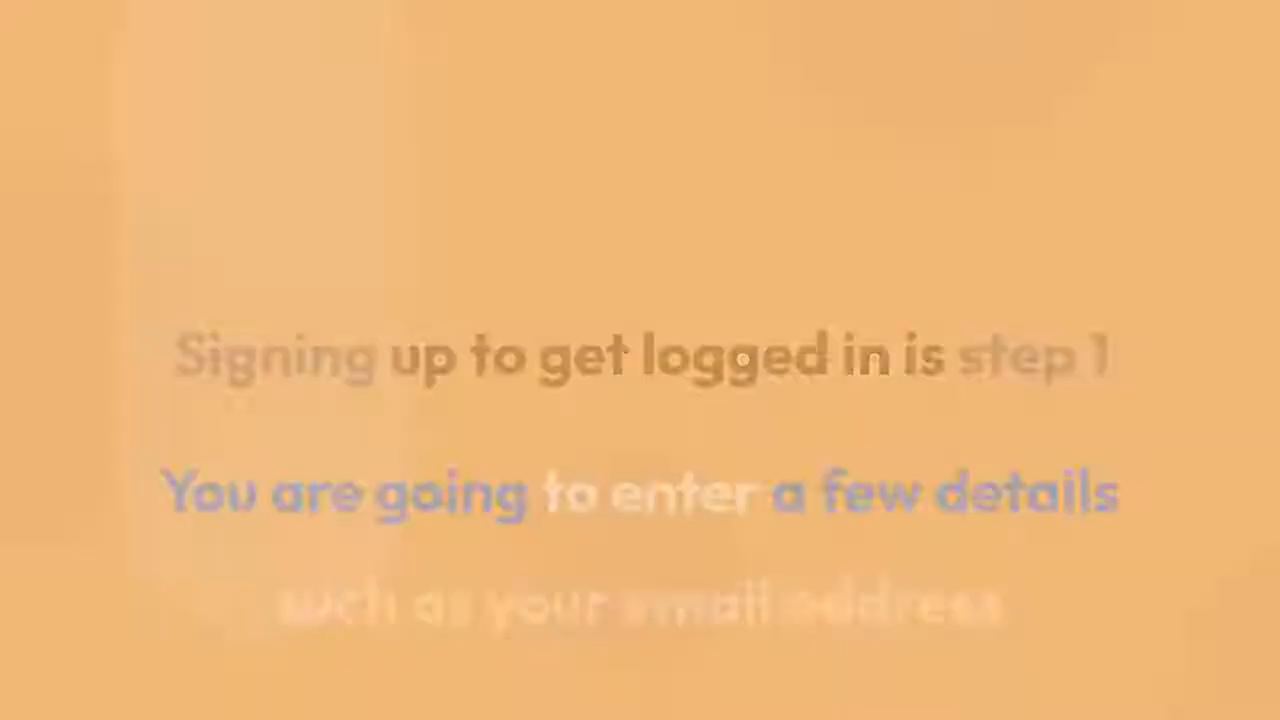 Signing up to get logged in is step 1
You are going to enter a few details
such as your email address